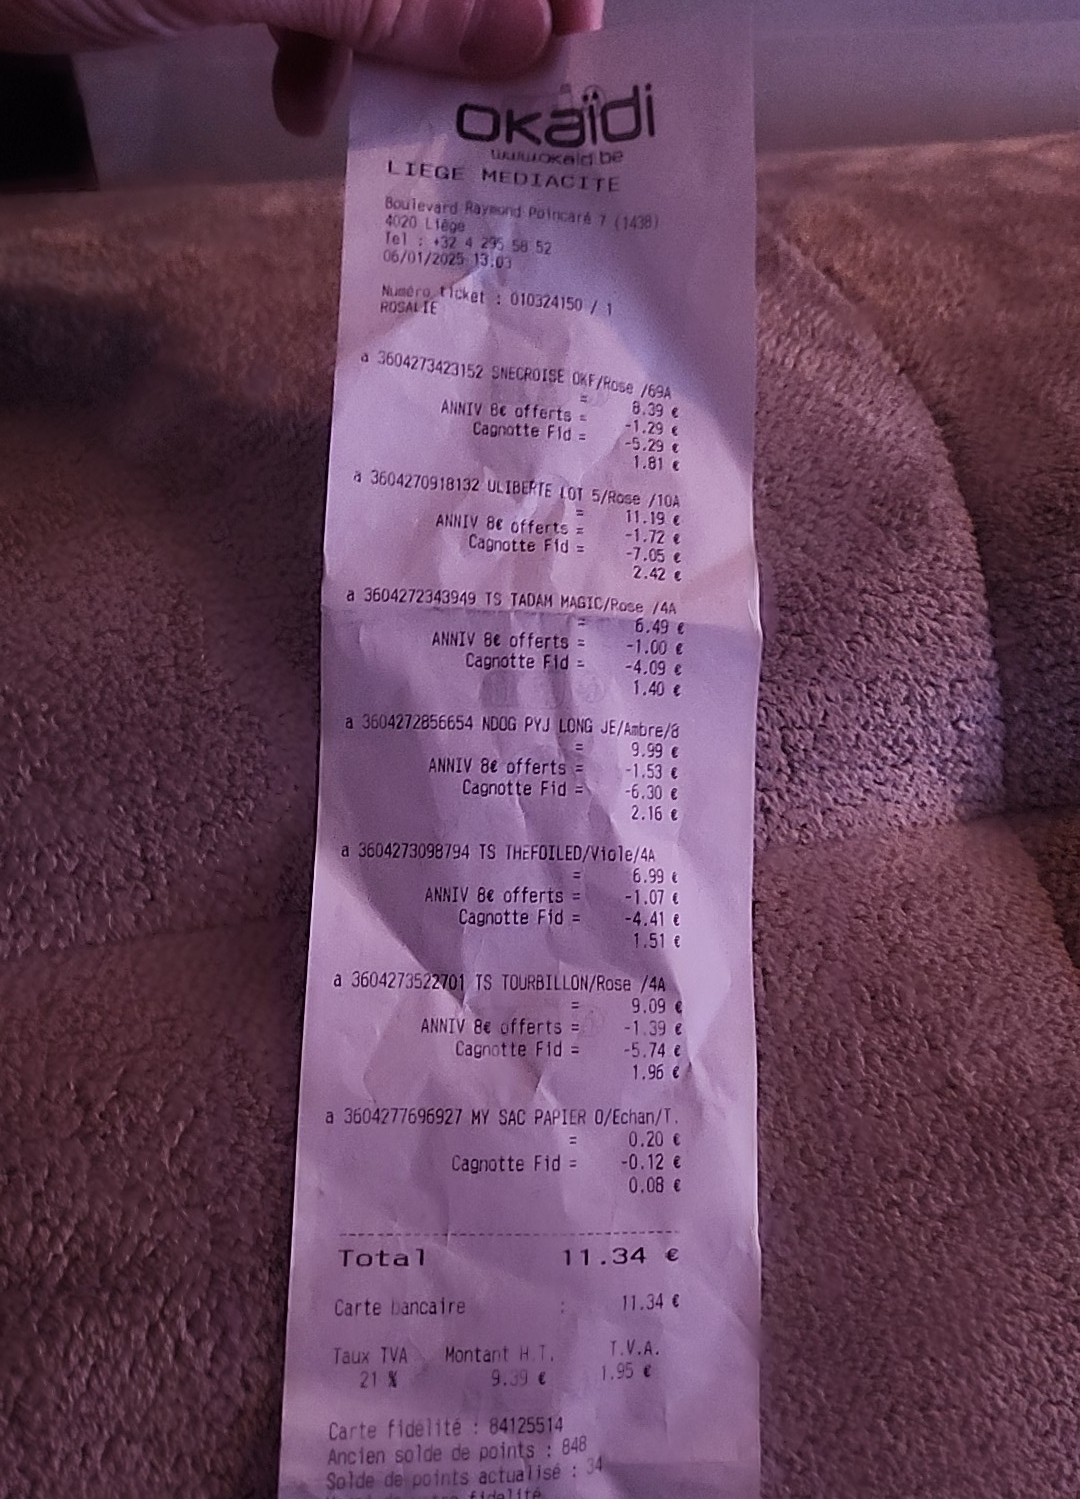 okaïdi
www.okaidi.be
LIEGE MEDIACITE
Boulevard Raymond Poincaré 7 (1438)
4020 Liège
Tel : +32 4 295 58 52
06/01/2025 13:03
Numéro ticket : 010324150 / 1
ROSALIE
a 3604273423152 SNECROISE OKF/Rose /69A
= 8.39 €
ANNIV 8€ offerts = -1.29 €
Cagnotte Fid = -5.29 €
1.81 €
a 3604270918132 ULIBERTE LOT 5/Rose /10A
= 11.19 €
ANNIV 8€ offerts = -1.72 €
Cagnotte Fid = -7.05 €
2.42 €
a 3604272343949 TS TADAM MAGIC/Rose /4A
= 6.49 €
ANNIV 8€ offerts = -1.00 €
Cagnotte Fid = -4.09 €
1.40 €
a 3604272856654 NDOG PYJ LONG JE/Ambre/8
= 9.99 €
ANNIV 8€ offerts = -1.53 €
Cagnotte Fid = -6.30 €
2.16 €
a 3604273098794 TS THEFOILED/Viole/4A
= 6.99 €
ANNIV 8€ offerts = -1.07 €
Cagnotte Fid = -4.41 €
1.51 €
a 3604273522701 TS TOURBILLON/Rose /4A
= 9.09 €
ANNIV 8€ offerts = -1.39 €
Cagnotte Fid = -5.74 €
1.96 €
a 3604277696927 MY SAC PAPIER O/Echan/T.
= 0.20 €
Cagnotte Fid = -0.12 €
0.08 €
Total 11.34 €
Carte bancaire : 11.34 €
Taux TVA Montant H.T. T.V.A.
21 % 9.39 € 1.95 €
Carte fidélité : 84125514
Ancien solde de points : 848
Solde de points actualisé : 34
fidelité